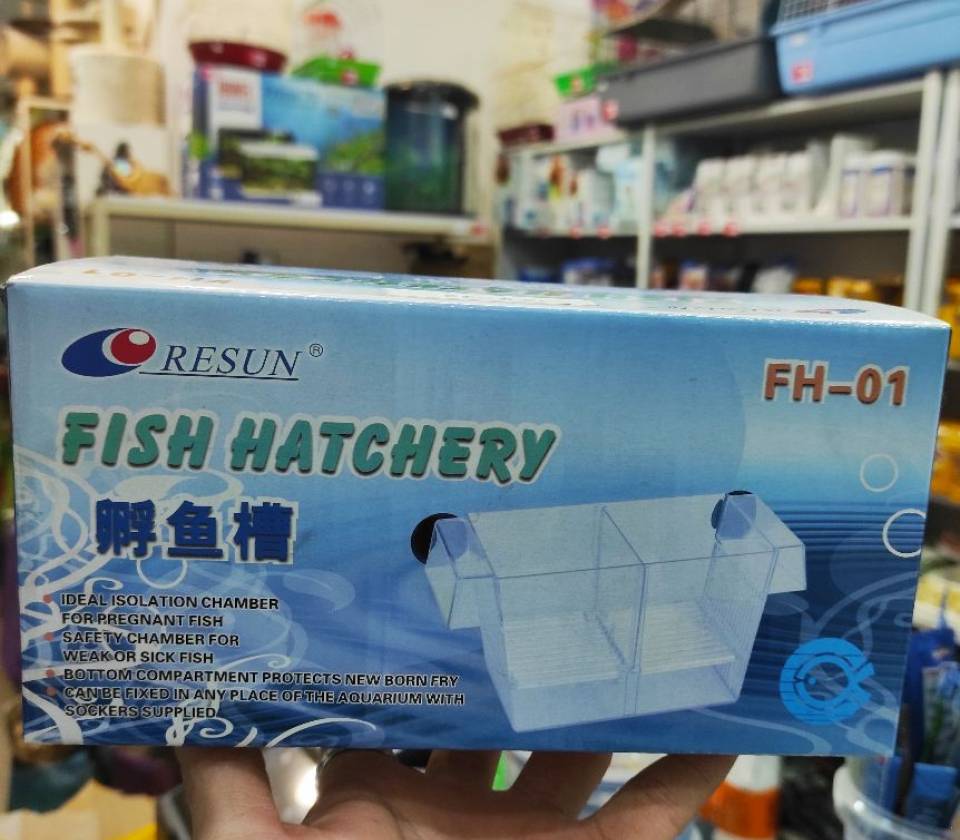 RESUN®
FH-01
FISH HATCHERY
孵鱼槽
IDEAL ISOLATION CHAMBER
FOR PREGNANT FISH
SAFETY CHAMBER FOR
WEAK OR SICK FISH
BOTTOM COMPARTMENT PROTECTS NEW BORN FRY
CAN BE FIXED IN ANY PLACE OF THE AQUARIUM WITH
SOCKERS SUPPLIED